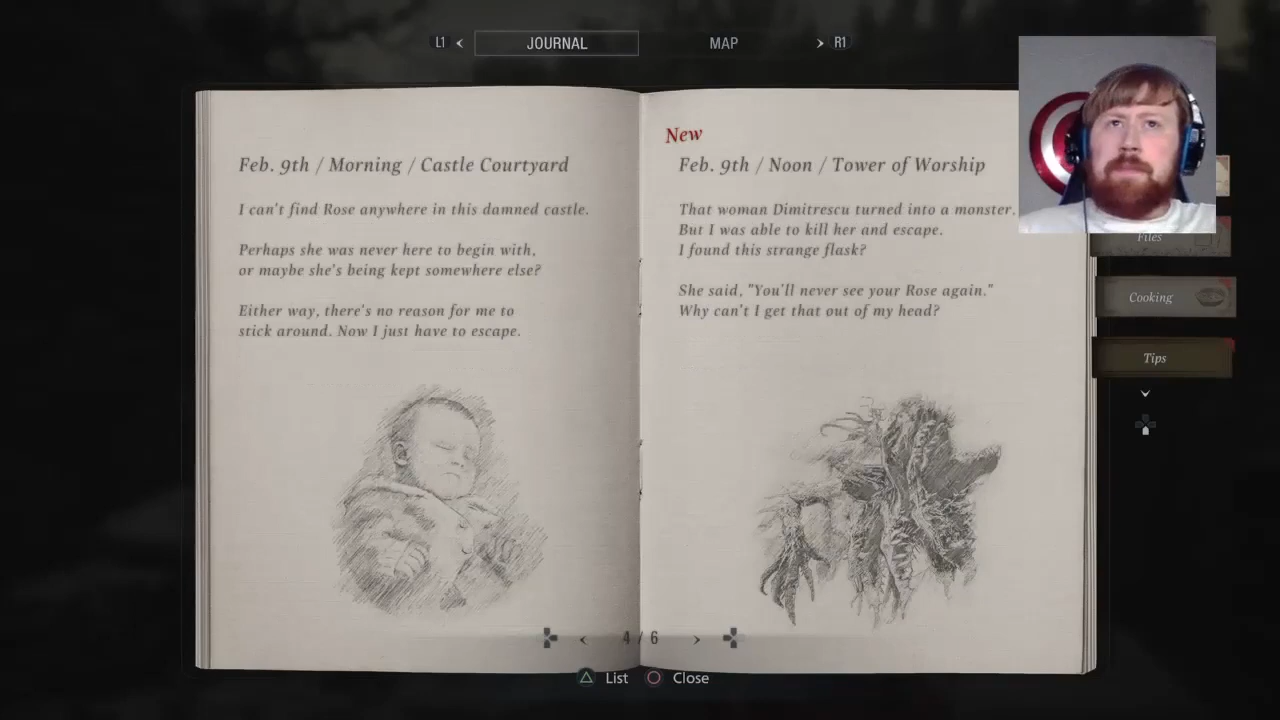 L1 JOURNAL MAP R1
Feb. 9th / Morning / Castle Courtyard
I can't find Rose anywhere in this damned castle.
Perhaps she was never here to begin with,
or maybe she's being kept somewhere else?
Either way, there's no reason for me to
stick around. Now I just have to escape.
New
Feb. 9th / Noon / Tower of Worship
That woman Dimitrescu turned into a monster.
But I was able to kill her and escape.
I found this strange flask?
She said, "You'll never see your Rose again."
Why can't I get that out of my head?
Files
Cooking
Tips
4 / 6
List Close